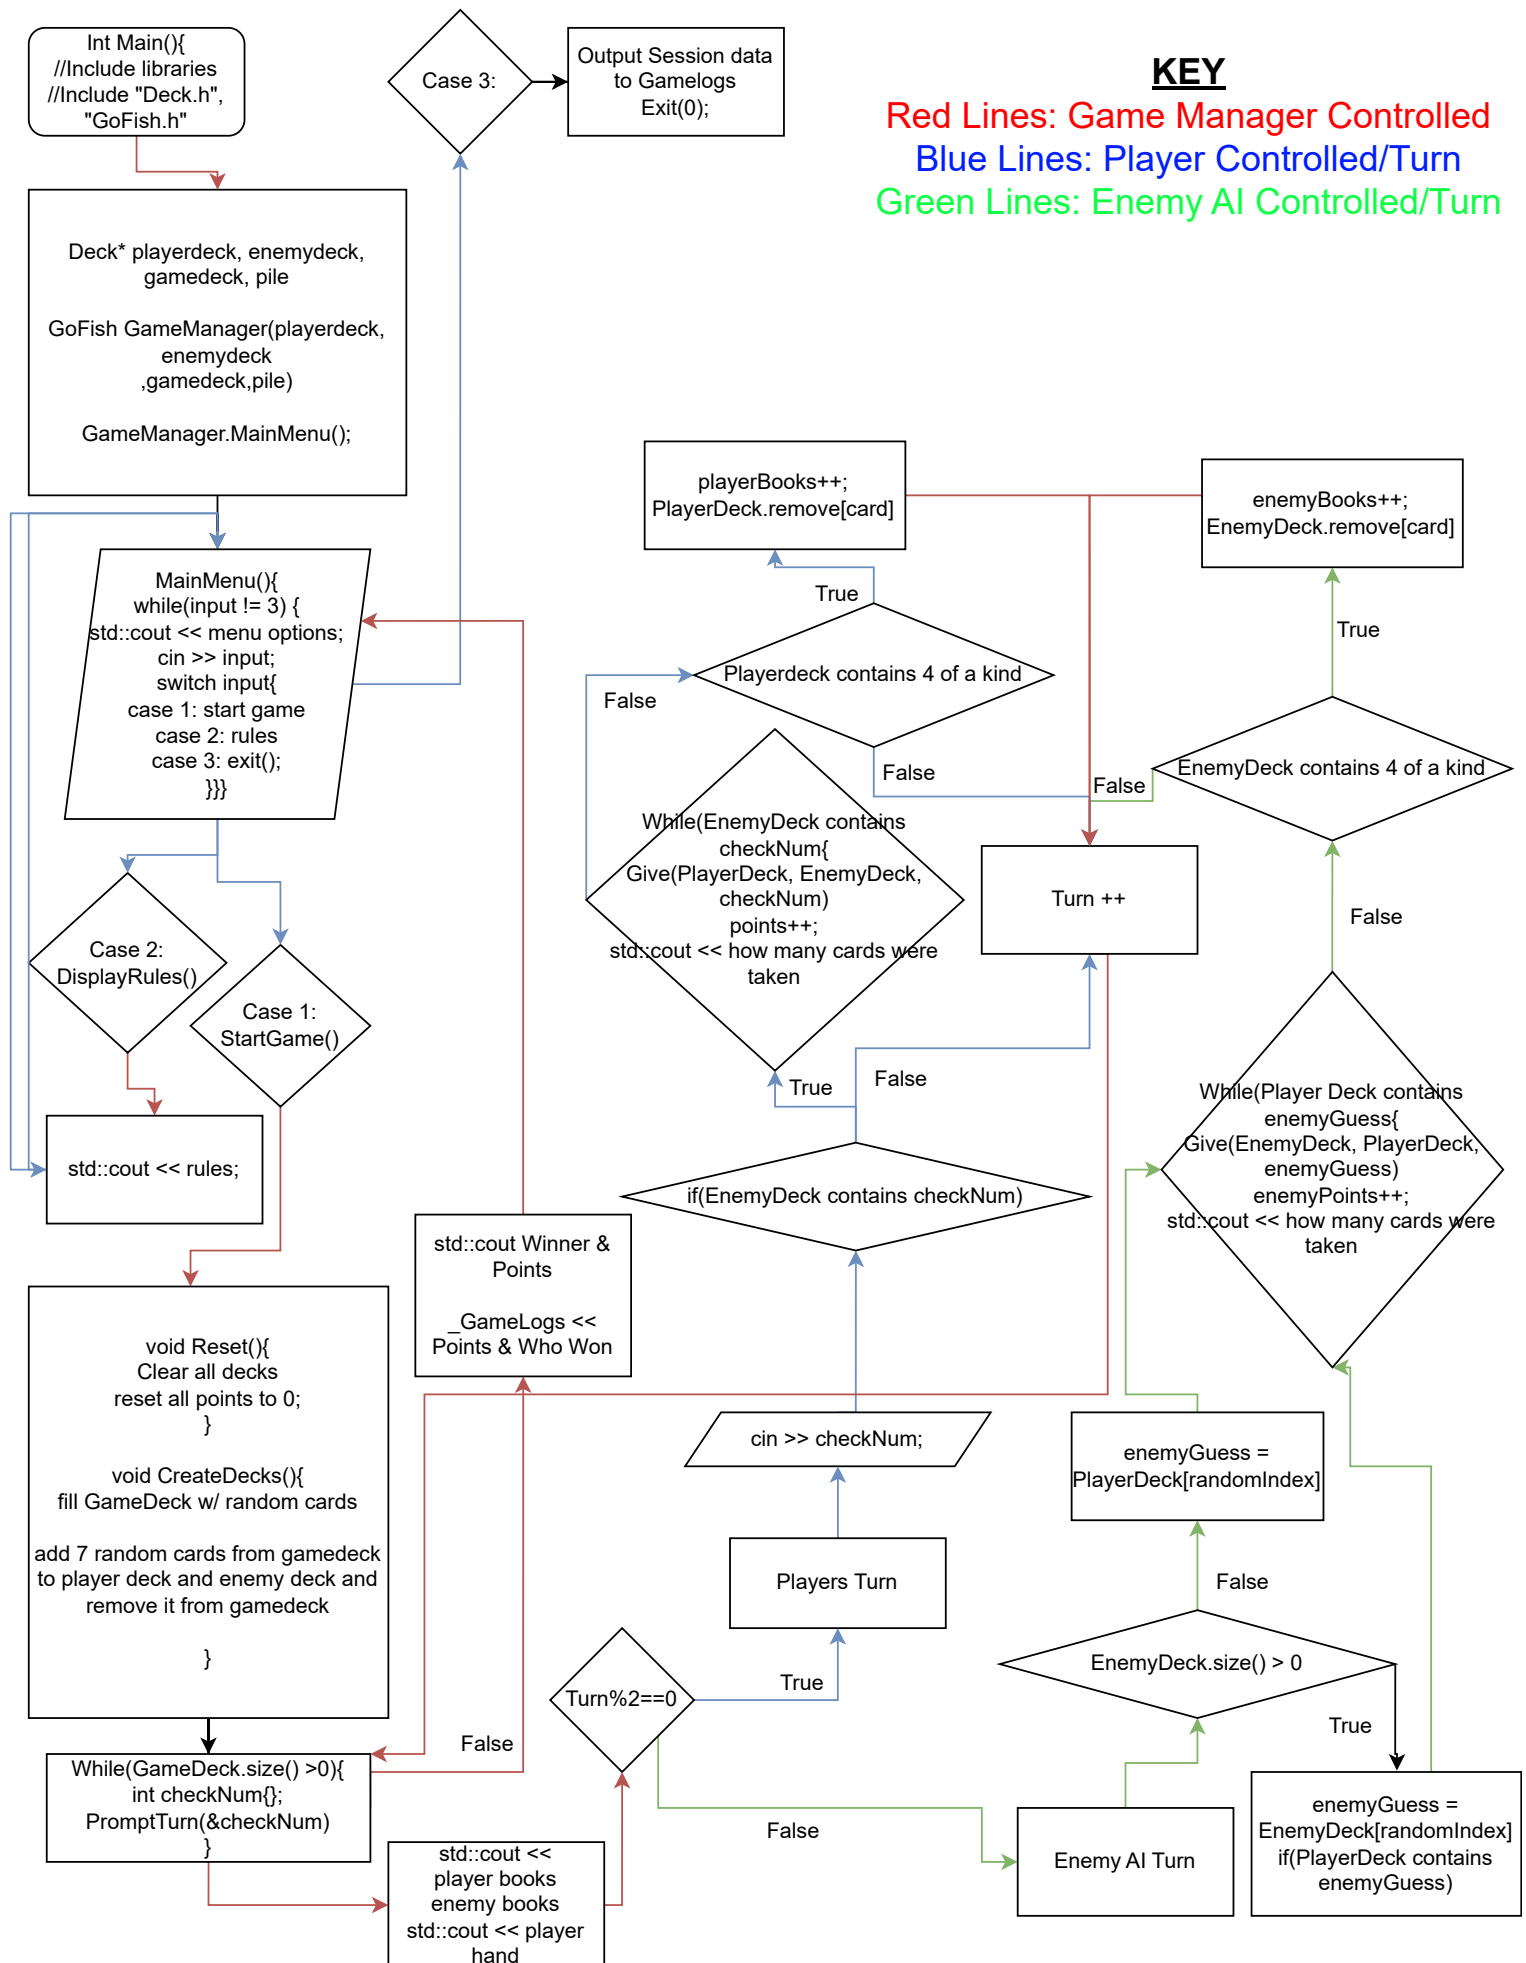 Int Main(){
//Include libraries
//Include "Deck.h",
"GoFish.h"
Case 3:
Output Session data
to Gamelogs
Exit(0);
KEY
Red Lines: Game Manager Controlled
Blue Lines: Player Controlled/Turn
Green Lines: Enemy AI Controlled/Turn
Deck* playerdeck, enemydeck,
gamedeck, pile
GoFish GameManager(playerdeck,
enemydeck
,gamedeck,pile)
GameManager.MainMenu();
MainMenu(){
while(input != 3) {
std::cout << menu options;
cin >> input;
switch input{
case 1: start game
case 2: rules
case 3: exit();
}}}
Case 2:
DisplayRules()
Case 1:
StartGame()
std::cout << rules;
void Reset(){
Clear all decks
reset all points to 0;
}
void CreateDecks(){
fill GameDeck w/ random cards
add 7 random cards from gamedeck
to player deck and enemy deck and
remove it from gamedeck
}
While(GameDeck.size() >0){
int checkNum{};
PromptTurn(&checkNum)
}
False
std::cout Winner &
Points
_GameLogs <<
Points & Who Won
std::cout <<
player books
enemy books
std::cout << player
hand
Turn%2==0
True
False
Players Turn
cin >> checkNum;
if(EnemyDeck contains checkNum)
True
False
While(EnemyDeck contains
checkNum{
Give(PlayerDeck, EnemyDeck,
checkNum)
points++;
std::cout << how many cards were
taken
False
Playerdeck contains 4 of a kind
True
False
playerBooks++;
PlayerDeck.remove[card]
Turn ++
enemyBooks++;
EnemyDeck.remove[card]
True
EnemyDeck contains 4 of a kind
False
False
While(Player Deck contains
enemyGuess{
Give(EnemyDeck, PlayerDeck,
enemyGuess)
enemyPoints++;
std::cout << how many cards were
taken
enemyGuess =
PlayerDeck[randomIndex]
False
EnemyDeck.size() > 0
True
Enemy AI Turn
enemyGuess =
EnemyDeck[randomIndex]
if(PlayerDeck contains
enemyGuess)